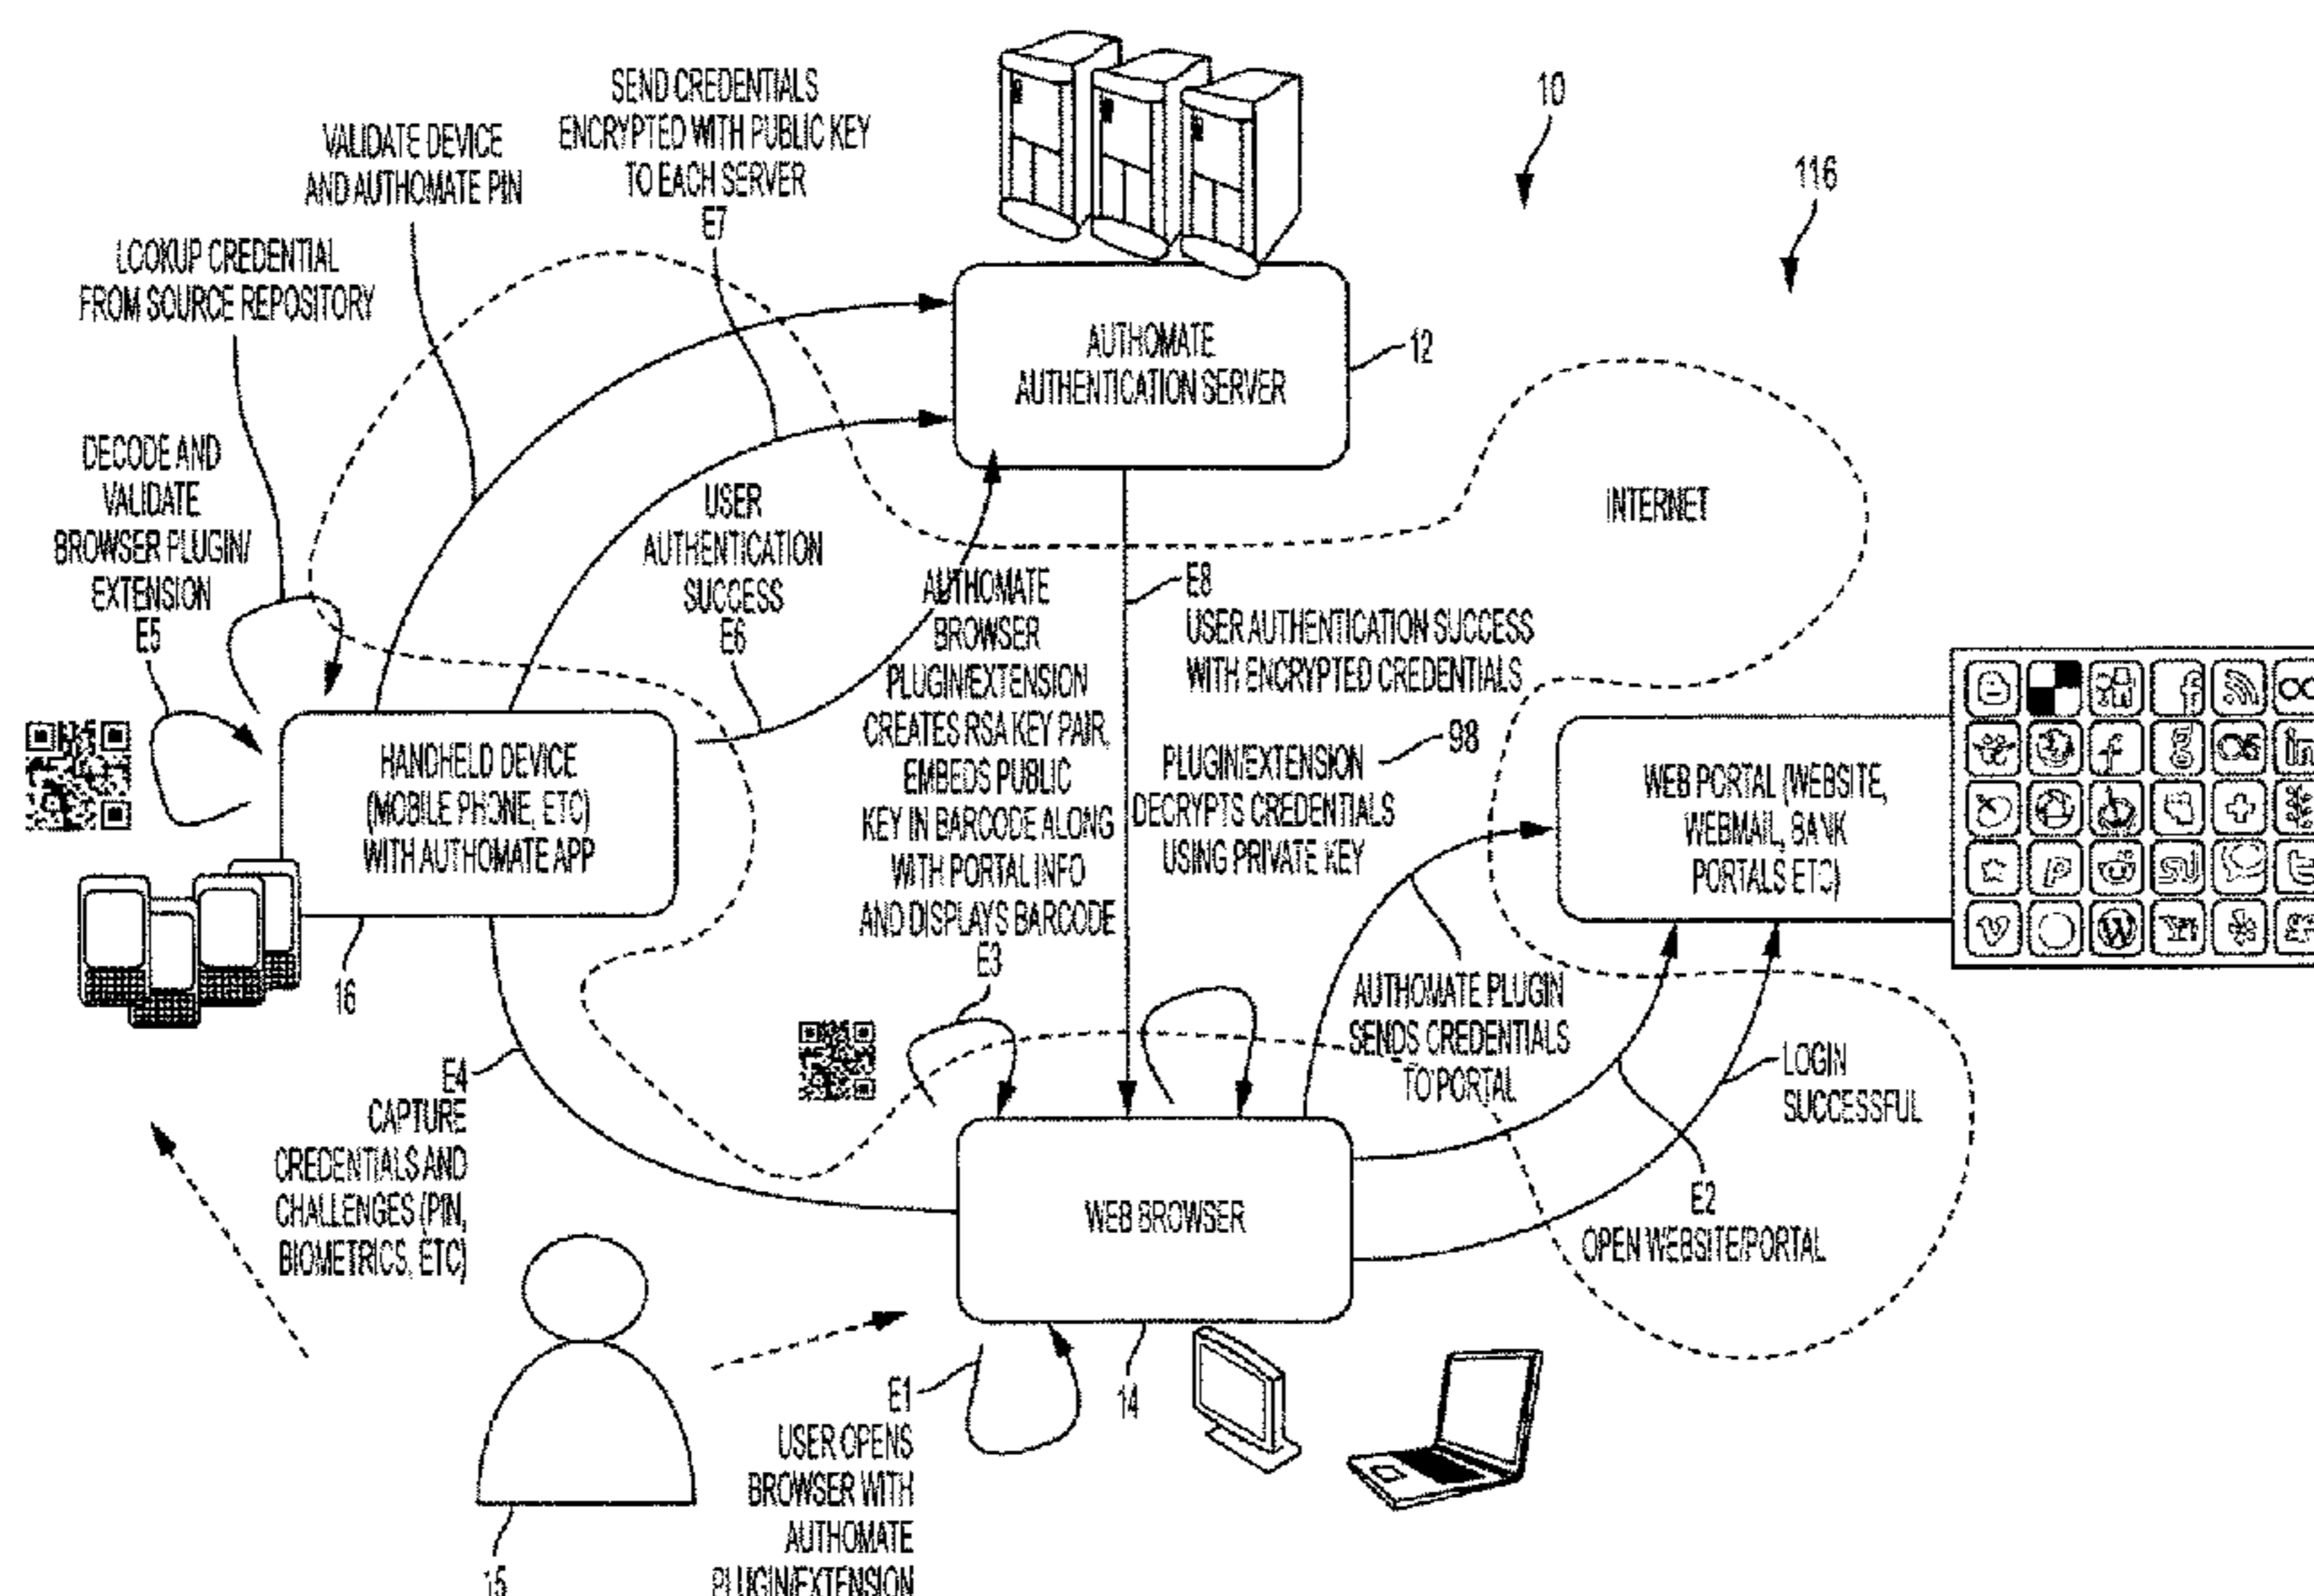 10
116
SEND CREDENTIALS
ENCRYPTED WITH PUBLIC KEY
TO EACH SERVER
E7
VALIDATE DEVICE
AND AUTHOMATE PIN
LOOKUP CREDENTIAL
FROM SOURCE REPOSITORY
AUTHOMATE
AUTHENTICATION SERVER
12
DECODE AND
VALIDATE
BROWSER PLUGIN/
EXTENSION
E5
USER
AUTHENTICATION
SUCCESS
E6
INTERNET
AUTHOMATE
BROWSER
PLUGIN/EXTENSION
CREATES RSA KEY PAIR,
EMBEDS PUBLIC
KEY IN BARCODE ALONG
WITH PORTAL INFO
AND DISPLAYS BARCODE
E3
E8
USER AUTHENTICATION SUCCESS
WITH ENCRYPTED CREDENTIALS
98
PLUGIN/EXTENSION
DECRYPTS CREDENTIALS
USING PRIVATE KEY
HANDHELD DEVICE
(MOBILE PHONE, ETC)
WITH AUTHOMATE APP
16
WEB PORTAL (WEBSITE,
WEBMAIL, BANK
PORTALS ETC)
AUTHOMATE PLUGIN
SENDS CREDENTIALS
TO PORTAL
LOGIN
SUCCESSFUL
E4
CAPTURE
CREDENTIALS AND
CHALLENGES (PIN,
BIOMETRICS, ETC)
WEB BROWSER
E2
OPEN WEBSITE/PORTAL
E1
USER OPENS
BROWSER WITH
AUTHOMATE
PLUGIN/EXTENSION
14
15